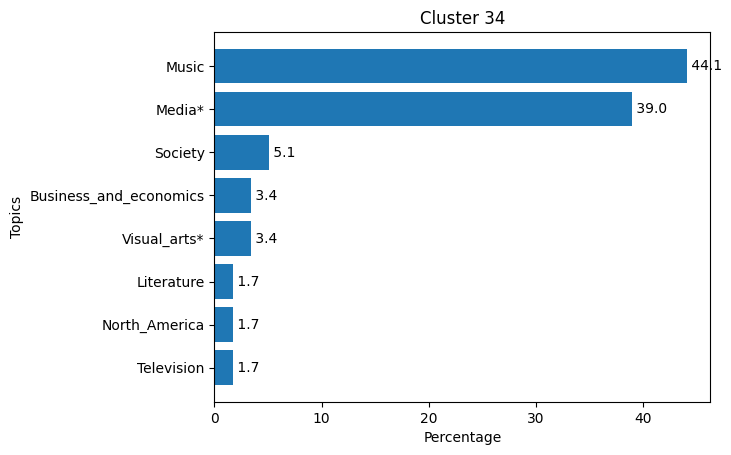 Cluster 34
Topics
Music 44.1
Media* 39.0
Society 5.1
Business_and_economics 3.4
Visual_arts* 3.4
Literature 1.7
North_America 1.7
Television 1.7
0 10 20 30 40
Percentage